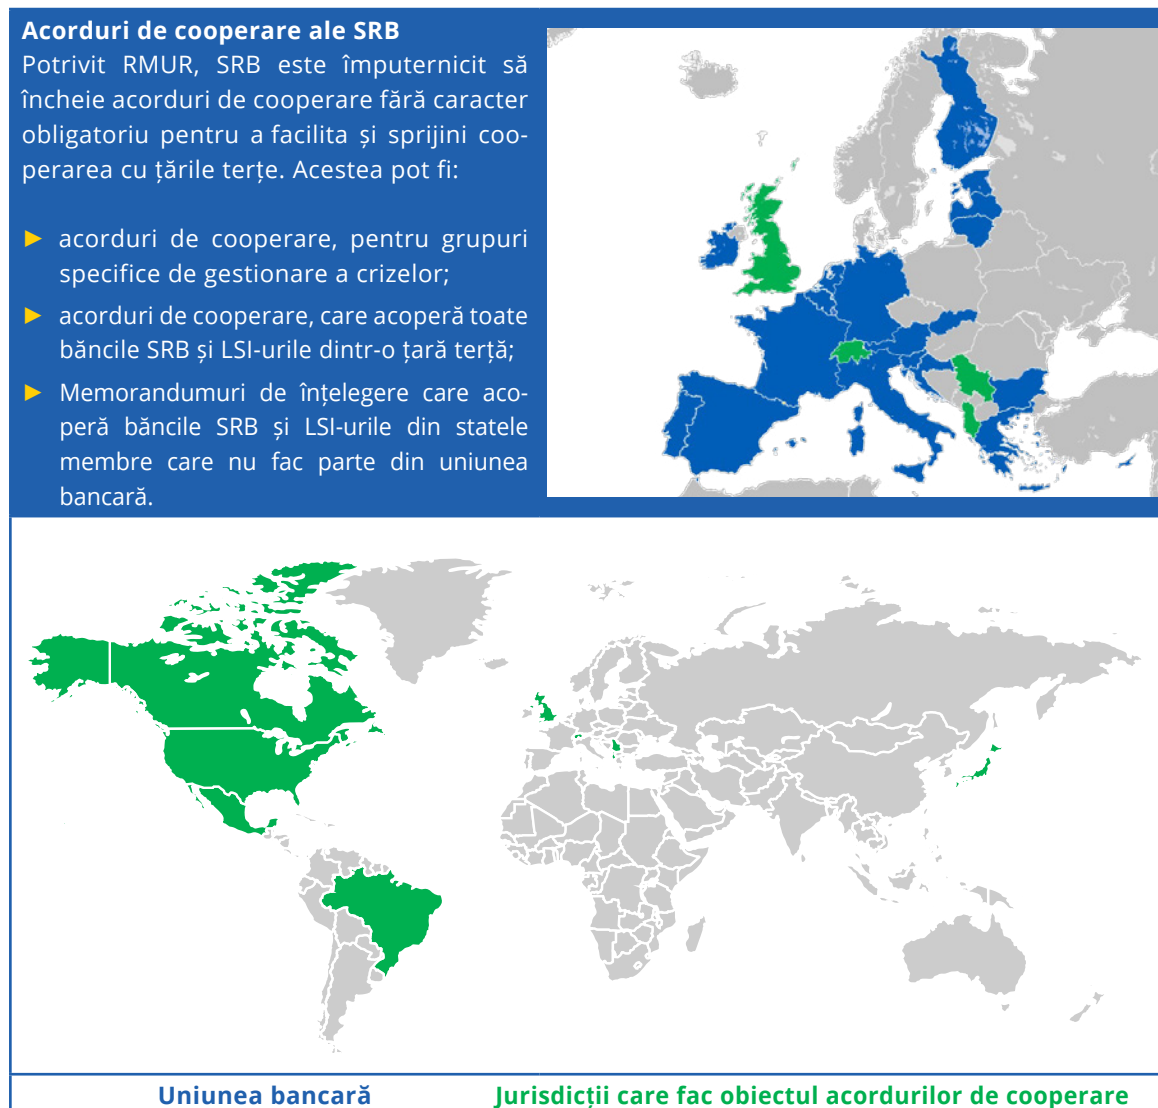 Acorduri de cooperare ale SRB
Potrivit RMUR, SRB este împuternicit să
încheie acorduri de cooperare fără caracter
obligatoriu pentru a facilita și sprijini coo-
perarea cu țările terțe. Acestea pot fi:
► acorduri de cooperare, pentru grupuri
specifice de gestionare a crizelor;
► acorduri de cooperare, care acoperă toate
băncile SRB și LSI-urile dintr-o țară terță;
► Memorandumuri de înțelegere care aco-
peră băncile SRB și LSI-urile din statele
membre care nu fac parte din uniunea
bancară.
Uniunea bancară Jurisdicții care fac obiectul acordurilor de cooperare